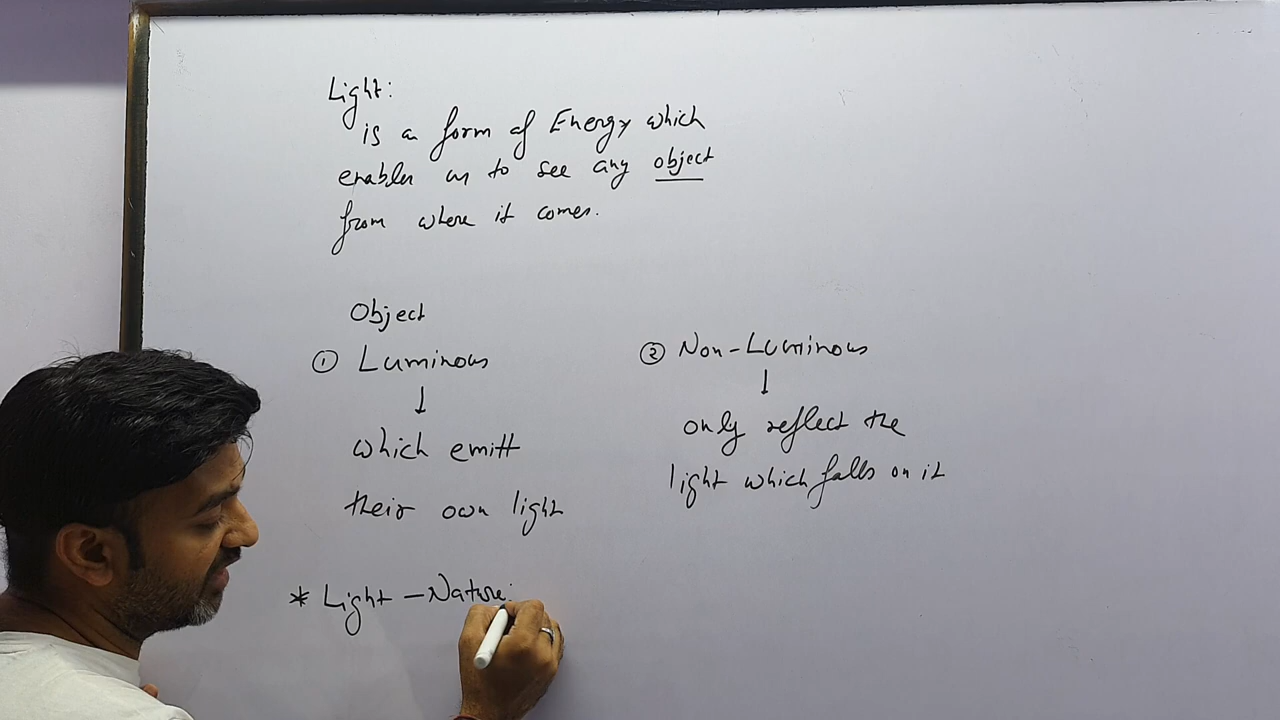 Light:
is a form of Energy which
enables us to see any object
from where it comes.
Object
① Luminous
② Non-Luminous
↓
↓
which emitt
their own light
only reflect the
light which falls on it
* Light - Nature: